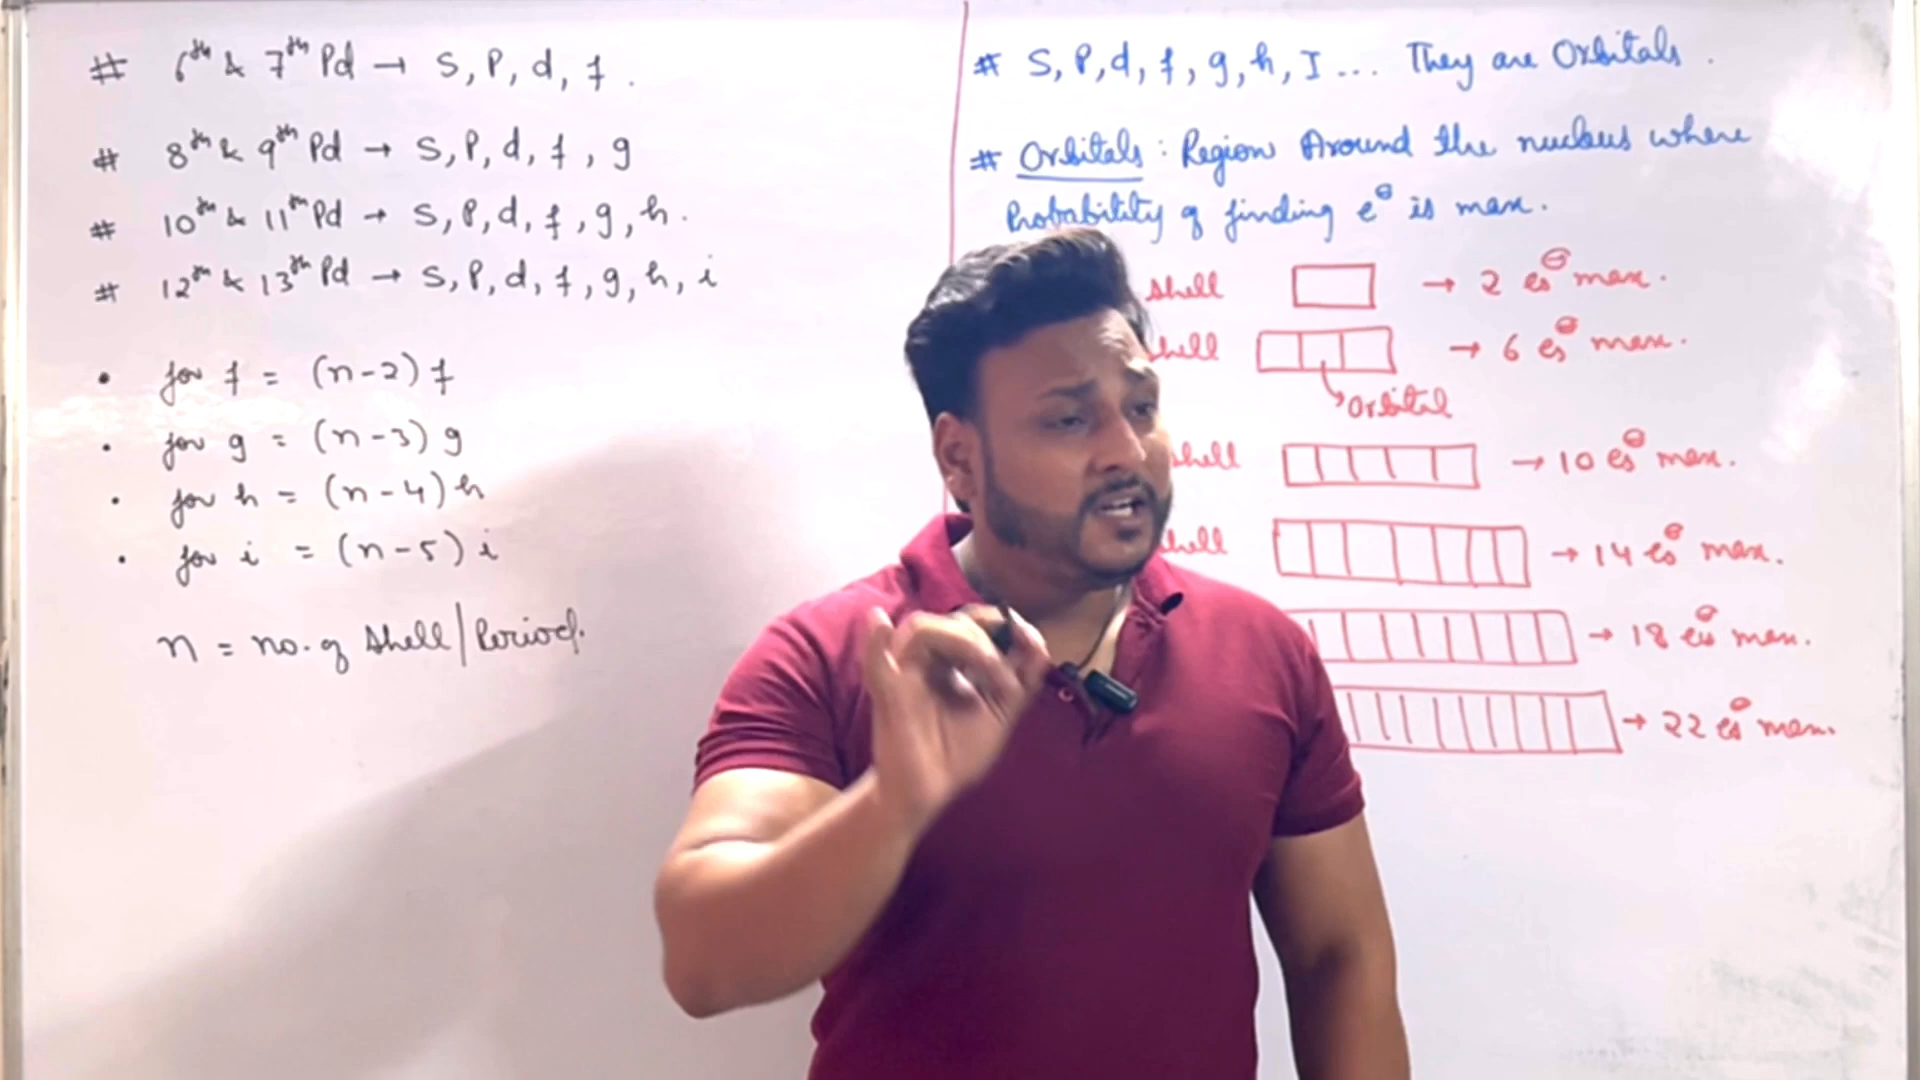 # 6th & 7th Pd → S, P, d, f.
# 8th & 9th Pd → S, P, d, f, g
# 10th & 11th Pd → S, P, d, f, g, h.
# 12th & 13th Pd → S, P, d, f, g, h, i
• for f = (n-2) f
• for g = (n-3) g
• for h = (n-4) h
• for i = (n-5) i
n = no. of shell/Period.
# S, P, d, f, g, h, I ... They are Orbitals.
# Orbitals : Region Around the nucleus where
Probability of finding e⊖ is max.
shell → 2 es⊖ max.
shell → 6 es⊖ max.
Orbital
shell → 10 es⊖ max.
shell → 14 es⊖ max.
→ 18 es⊖ max.
→ 22 es⊖ max.